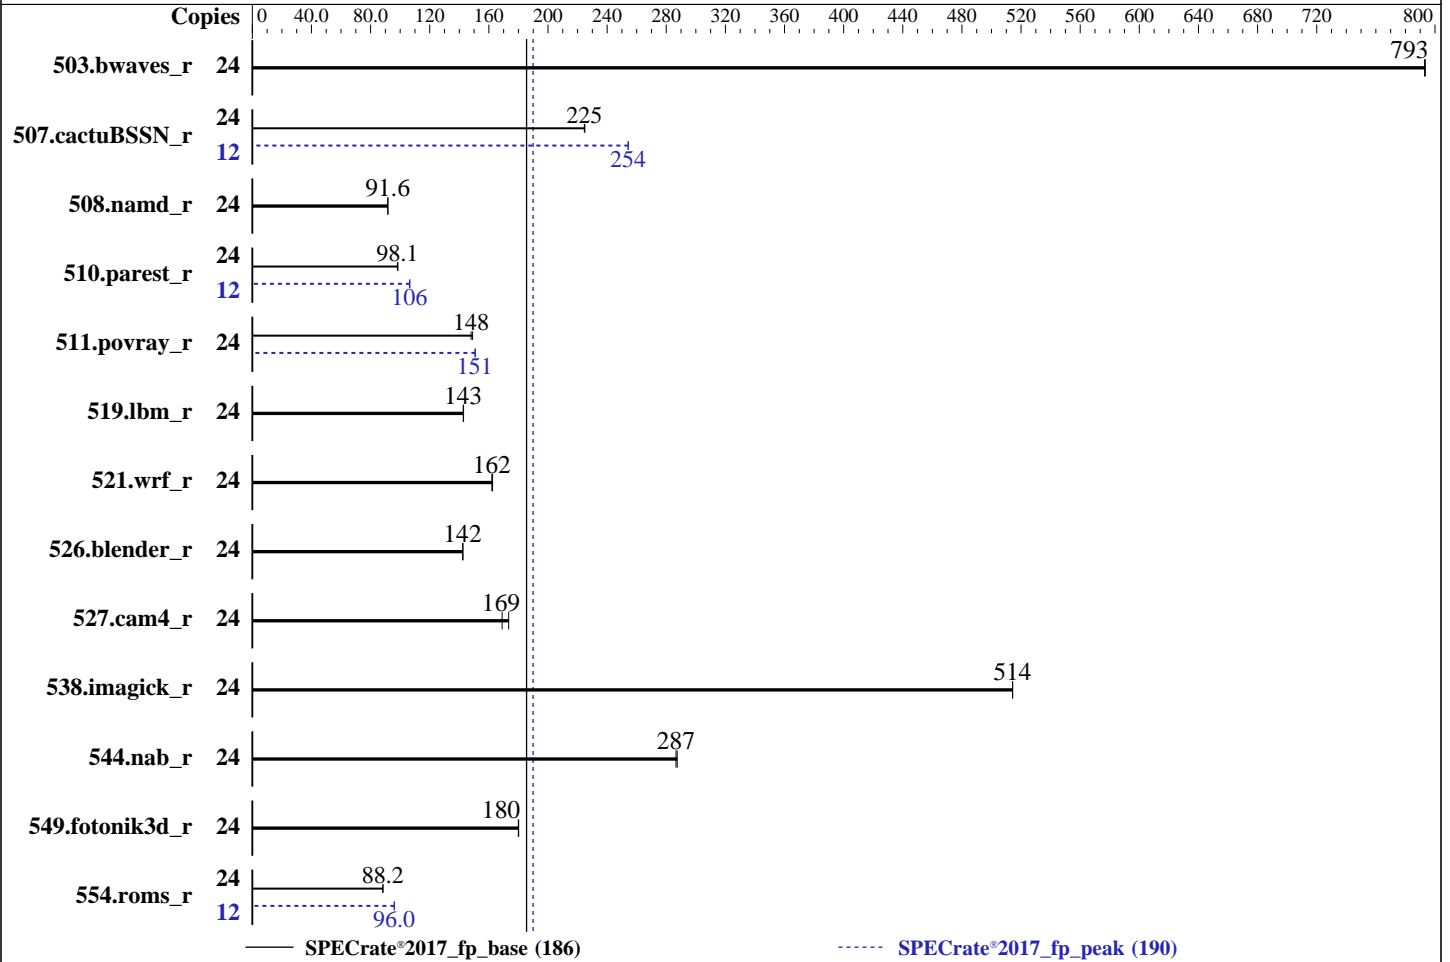 Copies 0 40.0 80.0 120 160 200 240 280 320 360 400 440 480 520 560 600 640 680 720 800
503.bwaves_r 24 793
507.cactuBSSN_r 24 225
12 254
508.namd_r 24 91.6
510.parest_r 24 98.1
12 106
511.povray_r 24 148
151
519.lbm_r 24 143
521.wrf_r 24 162
526.blender_r 24 142
527.cam4_r 24 169
538.imagick_r 24 514
544.nab_r 24 287
549.fotonik3d_r 24 180
554.roms_r 24 88.2
12 96.0
SPECrate®2017_fp_base (186) SPECrate®2017_fp_peak (190)